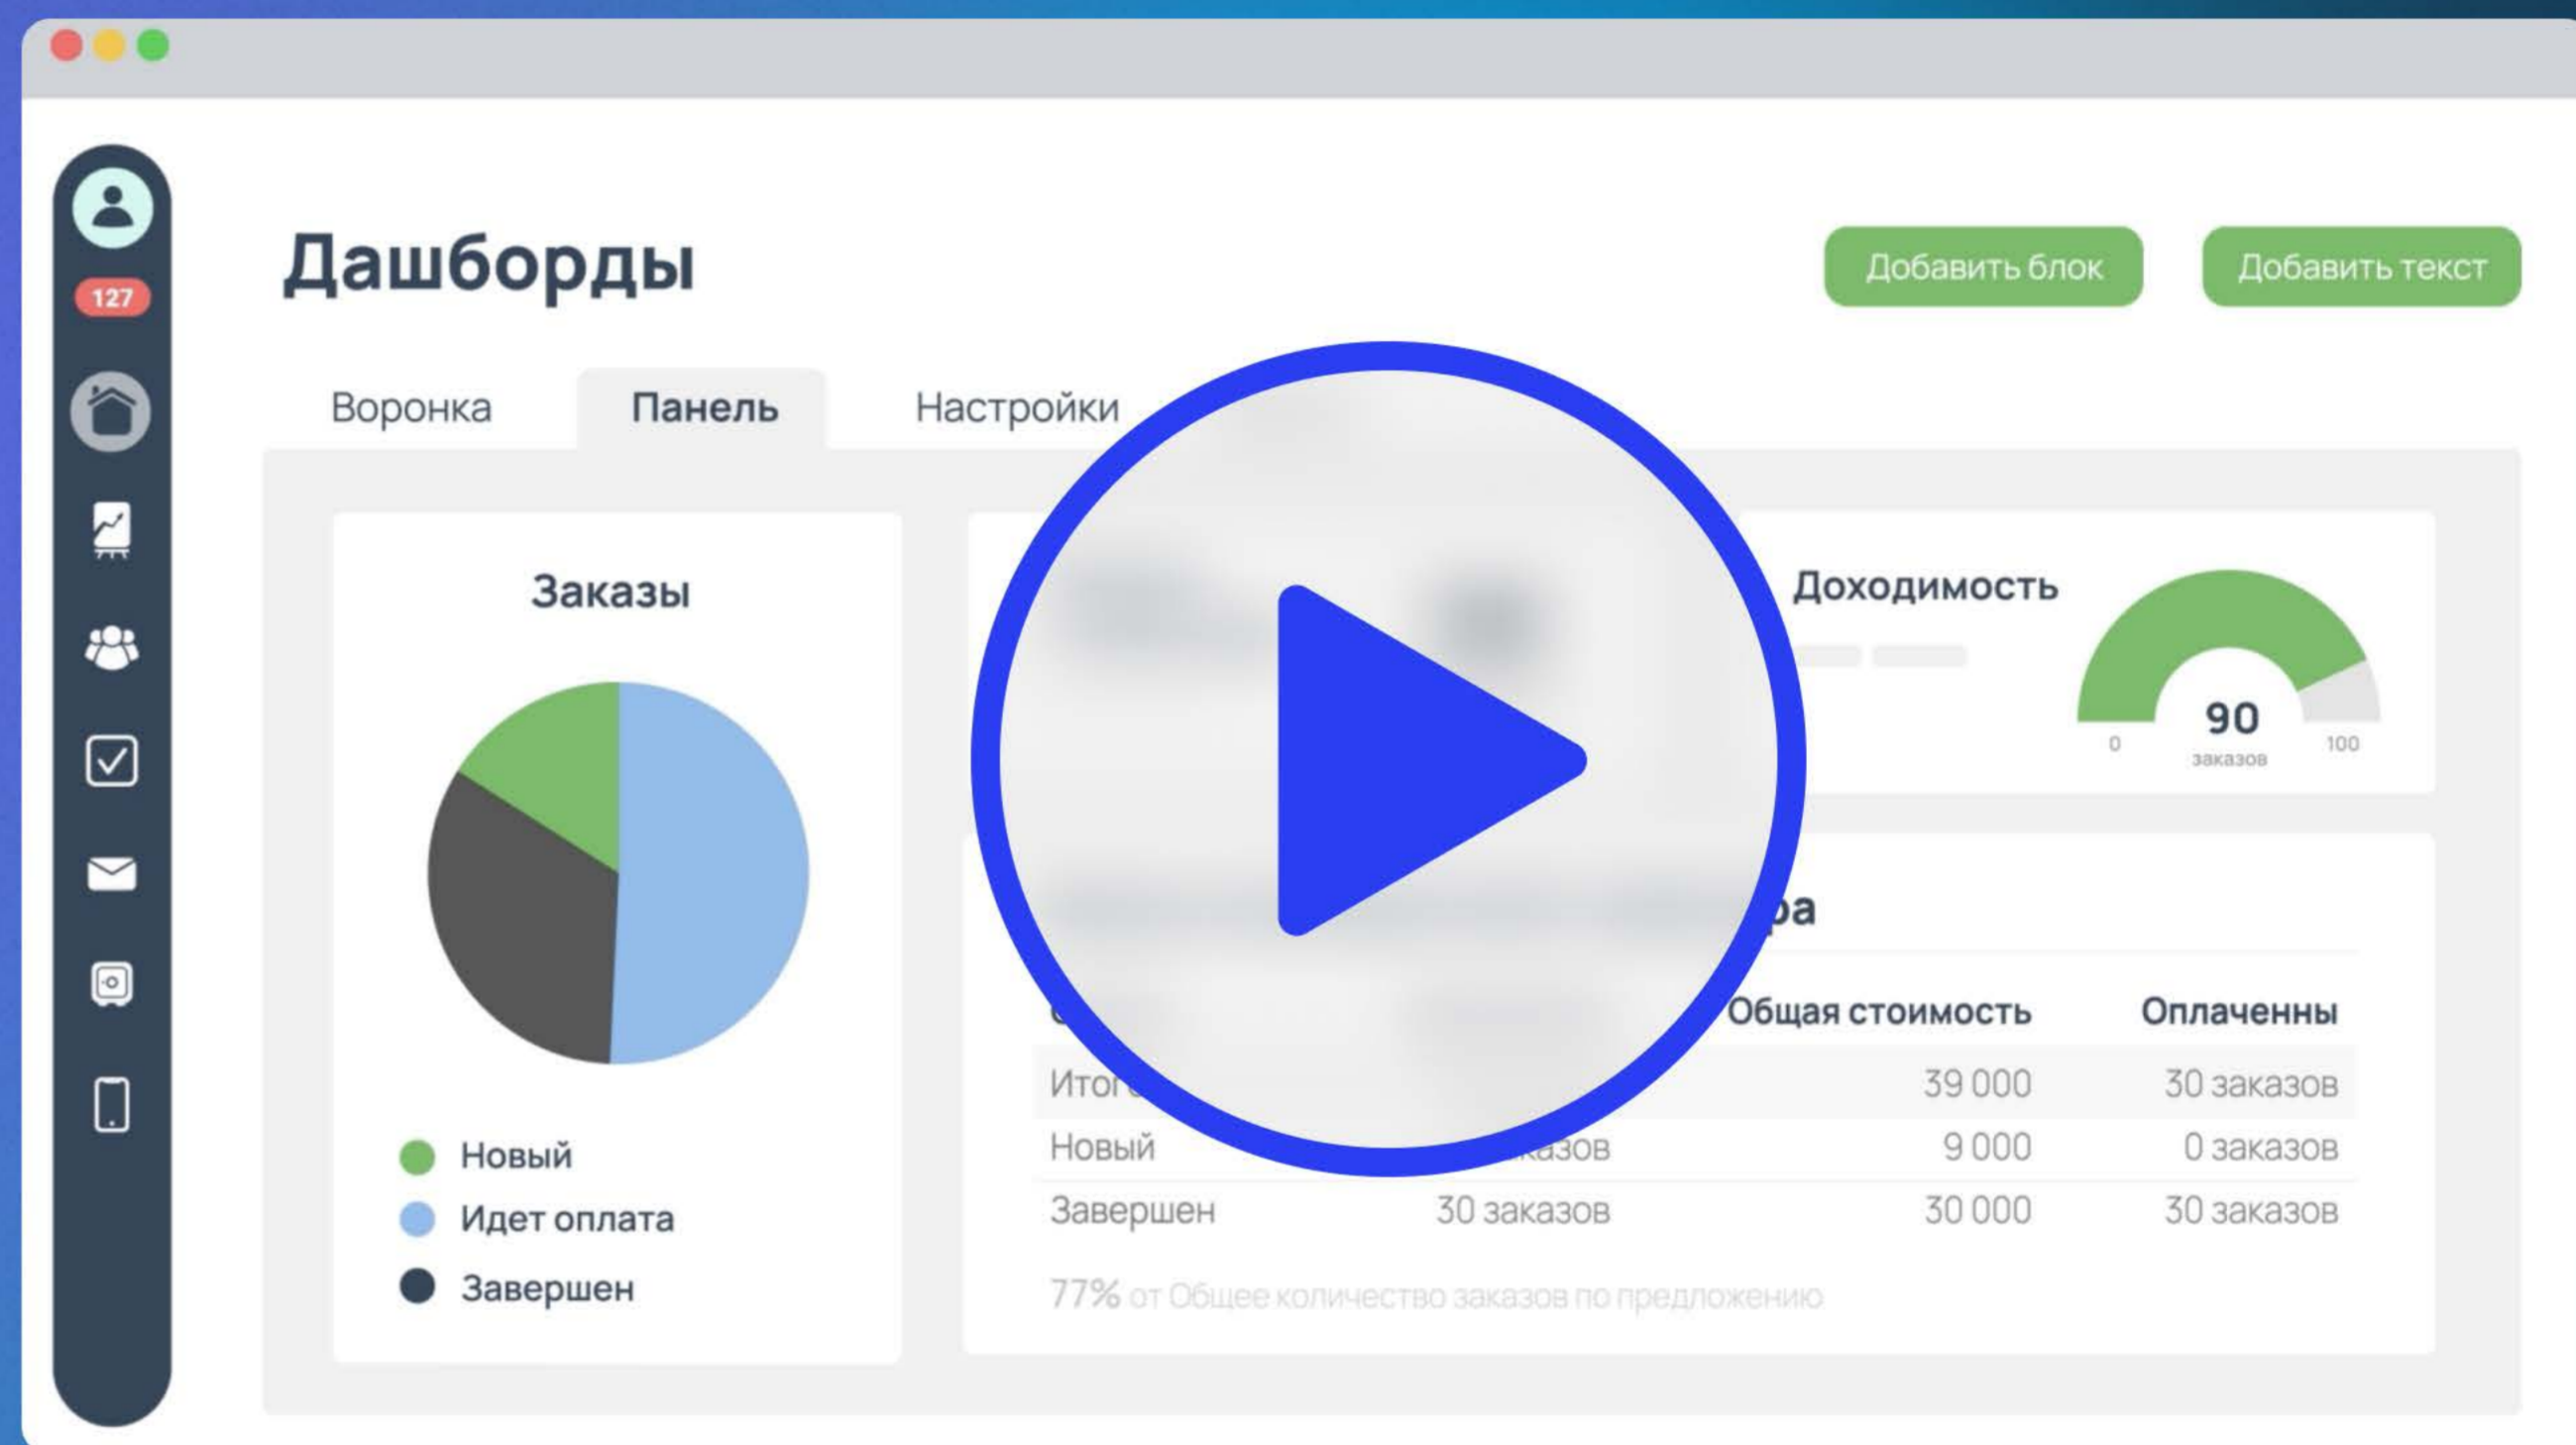 127
Дашборды
Добавить блок
Добавить текст
Воронка
Панель
Настройки
Заказы
Новый
Идет оплата
Завершен
Доходимость
90
заказов
0
100
Общая стоимость Оплаченны
39 000 30 заказов
Новый 9 000 0 заказов
Завершен 30 заказов 30 000 30 заказов
77% от Общее количество заказов по предложению